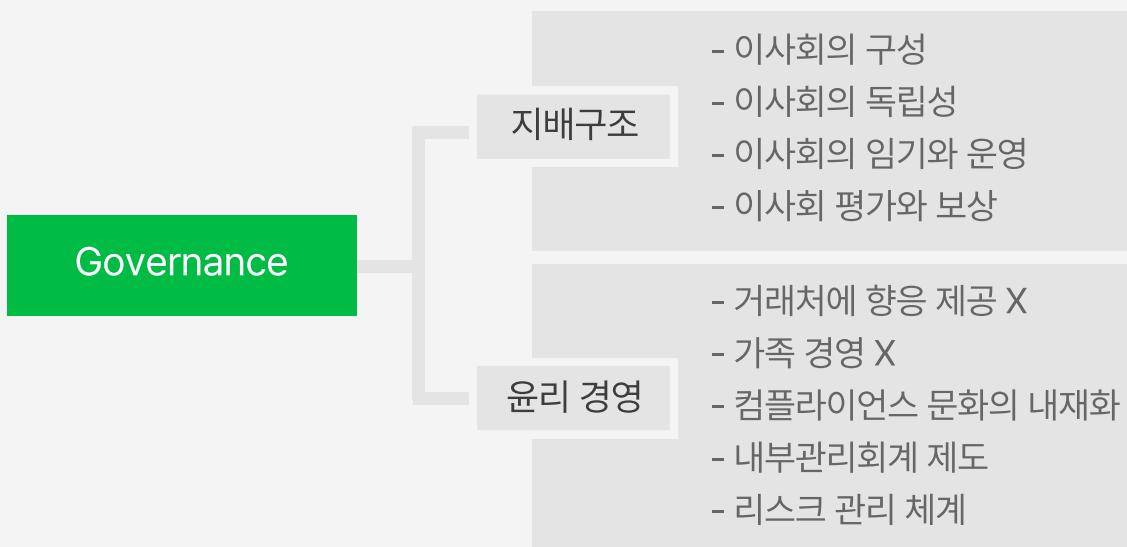 Governance
지배구조
- 이사회의 구성
- 이사회의 독립성
- 이사회의 임기와 운영
- 이사회 평가와 보상
윤리 경영
- 거래처에 향응 제공 X
- 가족 경영 X
- 컴플라이언스 문화의 내재화
- 내부관리회계 제도
- 리스크 관리 체계